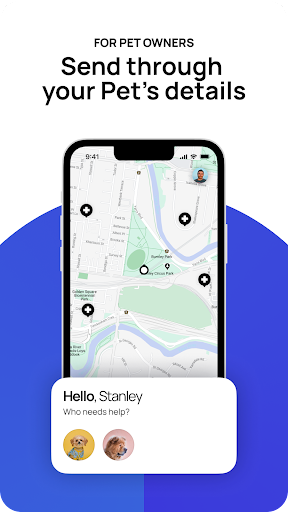 FOR PET OWNERS
Send through
your Pet's details
9:41
Burnley Park
Golden Square
Bicentennial
Park
Hello, Stanley
Who needs help?